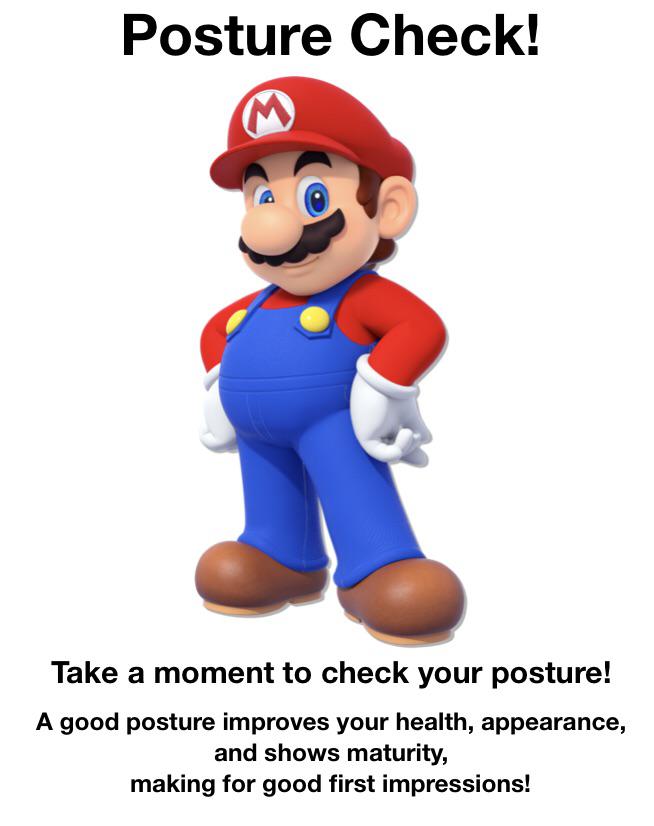 Posture Check!
M
Take a moment to check your posture!
A good posture improves your health, appearance,
and shows maturity,
making for good first impressions!